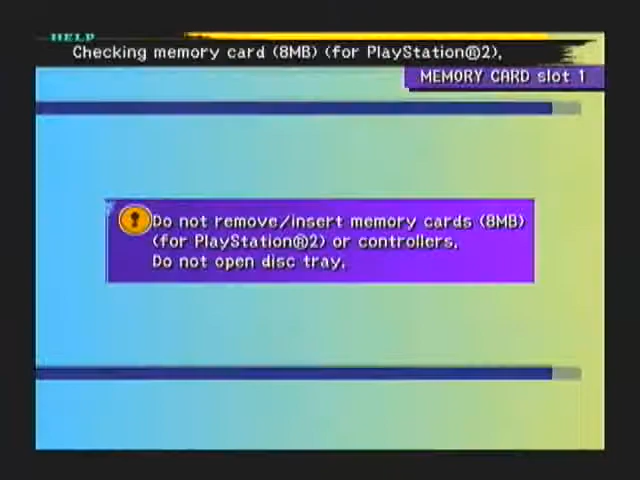 HELP
Checking memory card (8MB) (for PlayStation®2).
MEMORY CARD slot 1
Do not remove/insert memory cards (8MB)
(for PlayStation®2) or controllers.
Do not open disc tray.